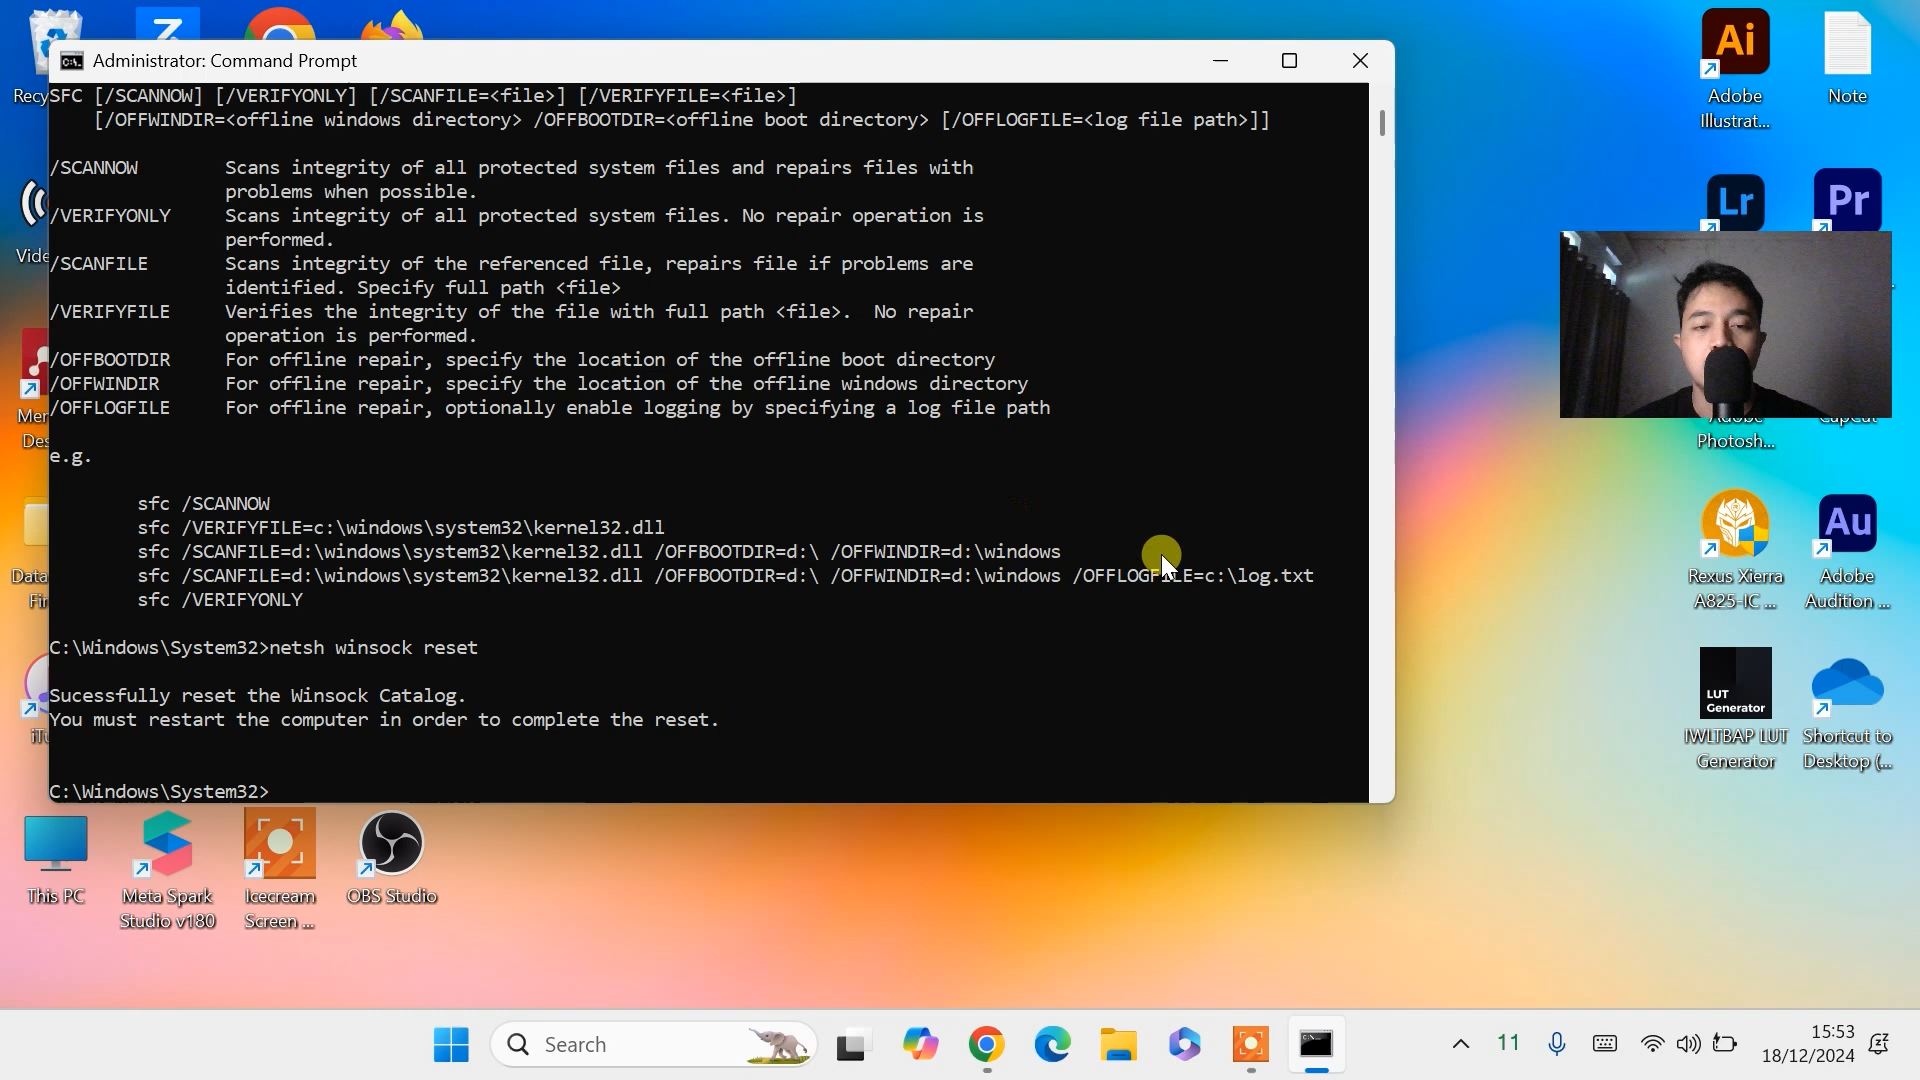 Administrator: Command Prompt
SFC [/SCANNOW] [/VERIFYONLY] [/SCANFILE=<file>] [/VERIFYFILE=<file>]
[/OFFWINDIR=<offline windows directory> /OFFBOOTDIR=<offline boot directory> [/OFFLOGFILE=<log file path>]]
/SCANNOW Scans integrity of all protected system files and repairs files with
problems when possible.
/VERIFYONLY Scans integrity of all protected system files. No repair operation is
performed.
/SCANFILE Scans integrity of the referenced file, repairs file if problems are
identified. Specify full path <file>
/VERIFYFILE Verifies the integrity of the file with full path <file>. No repair
operation is performed.
/OFFBOOTDIR For offline repair, specify the location of the offline boot directory
/OFFWINDIR For offline repair, specify the location of the offline windows directory
/OFFLOGFILE For offline repair, optionally enable logging by specifying a log file path
e.g.
sfc /SCANNOW
sfc /VERIFYFILE=c:\windows\system32\kernel32.dll
sfc /SCANFILE=d:\windows\system32\kernel32.dll /OFFBOOTDIR=d:\ /OFFWINDIR=d:\windows
sfc /SCANFILE=d:\windows\system32\kernel32.dll /OFFBOOTDIR=d:\ /OFFWINDIR=d:\windows /OFFLOGFILE=c:\log.txt
sfc /VERIFYONLY
C:\Windows\System32>netsh winsock reset
Sucessfully reset the Winsock Catalog.
You must restart the computer in order to complete the reset.
C:\Windows\System32>
Ai
Adobe
Illustrat...
Note
Lr
Pr
Adobe
Photosh...
CapCut
Rexus Xierra
A825-IC ...
Au
Adobe
Audition ...
LUT
Generator
IWLTBAP LUT
Generator
Shortcut to
Desktop (...
This PC
Meta Spark
Studio v180
Icecream
Screen ...
OBS Studio
Search
11
15:53
18/12/2024